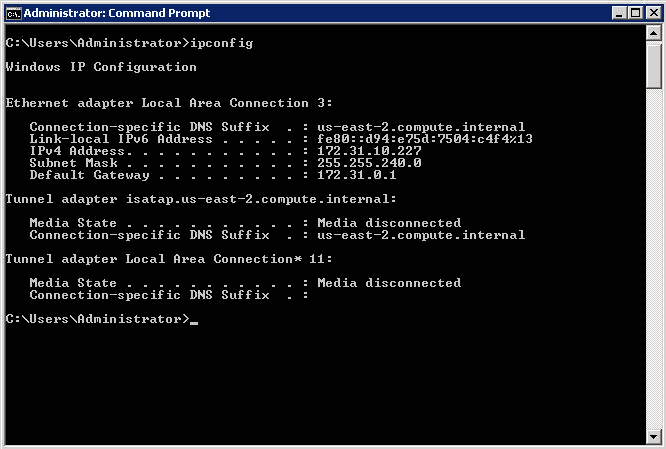 Administrator: Command Prompt
C:\Users\Administrator>ipconfig
Windows IP Configuration
Ethernet adapter Local Area Connection 3:
Connection-specific DNS Suffix . : us-east-2.compute.internal
Link-local IPv6 Address . . . . . : fe80::d94:e75d:7504:c4f4%13
IPv4 Address. . . . . . . . . . . : 172.31.10.227
Subnet Mask . . . . . . . . . . . : 255.255.240.0
Default Gateway . . . . . . . . . : 172.31.0.1
Tunnel adapter isatap.us-east-2.compute.internal:
Media State . . . . . . . . . . . : Media disconnected
Connection-specific DNS Suffix . : us-east-2.compute.internal
Tunnel adapter Local Area Connection* 11:
Media State . . . . . . . . . . . : Media disconnected
Connection-specific DNS Suffix . :
C:\Users\Administrator>_